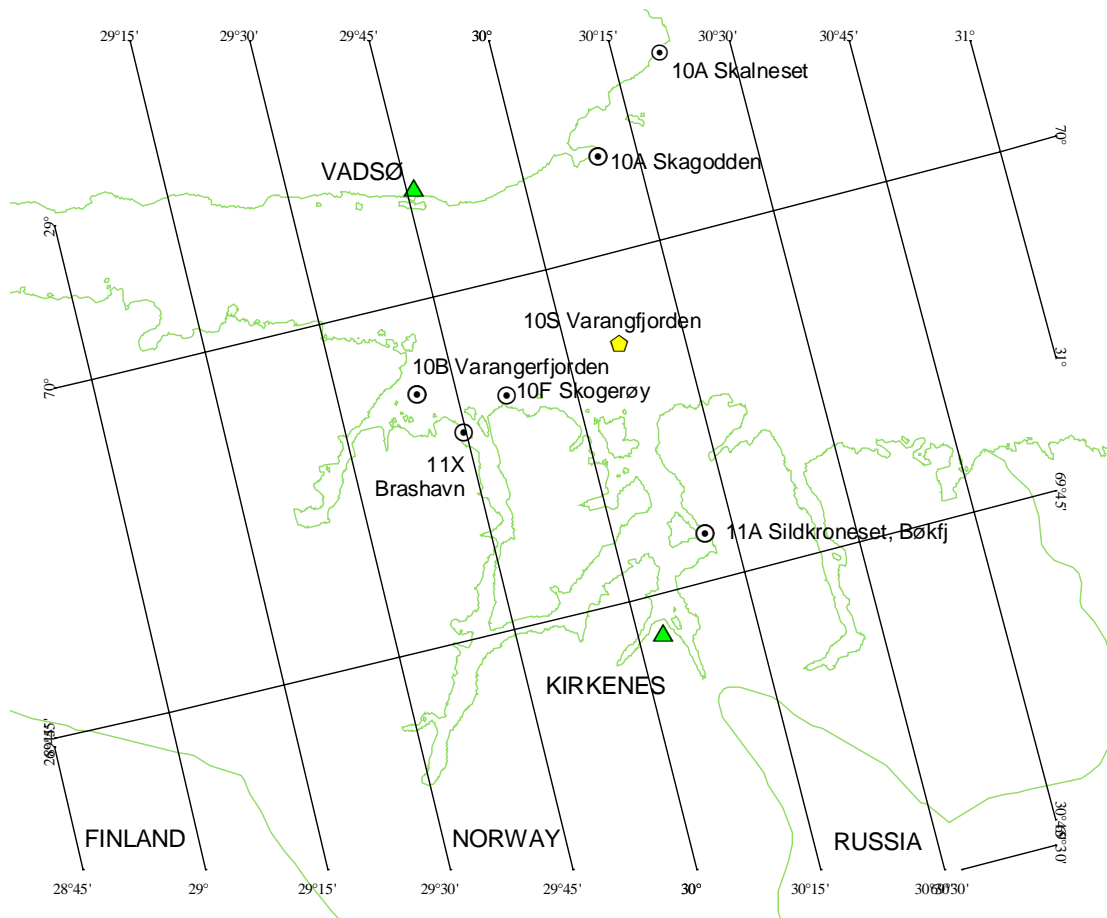 29°15'
29°30'
29°45'
30°
30°15'
30°30'
30°45'
31°
10A Skalneset
70°
VADSØ
10A Skagodden
29°
10S Varangfjorden
31°
10B Varangerfjorden
70°
10F Skogerøy
11X
Brashavn
69°45'
11A Sildkroneset, Bøkfj
KIRKENES
FINLAND
NORWAY
RUSSIA
28°45'
29°
29°15'
29°30'
29°45'
30°
30°15'